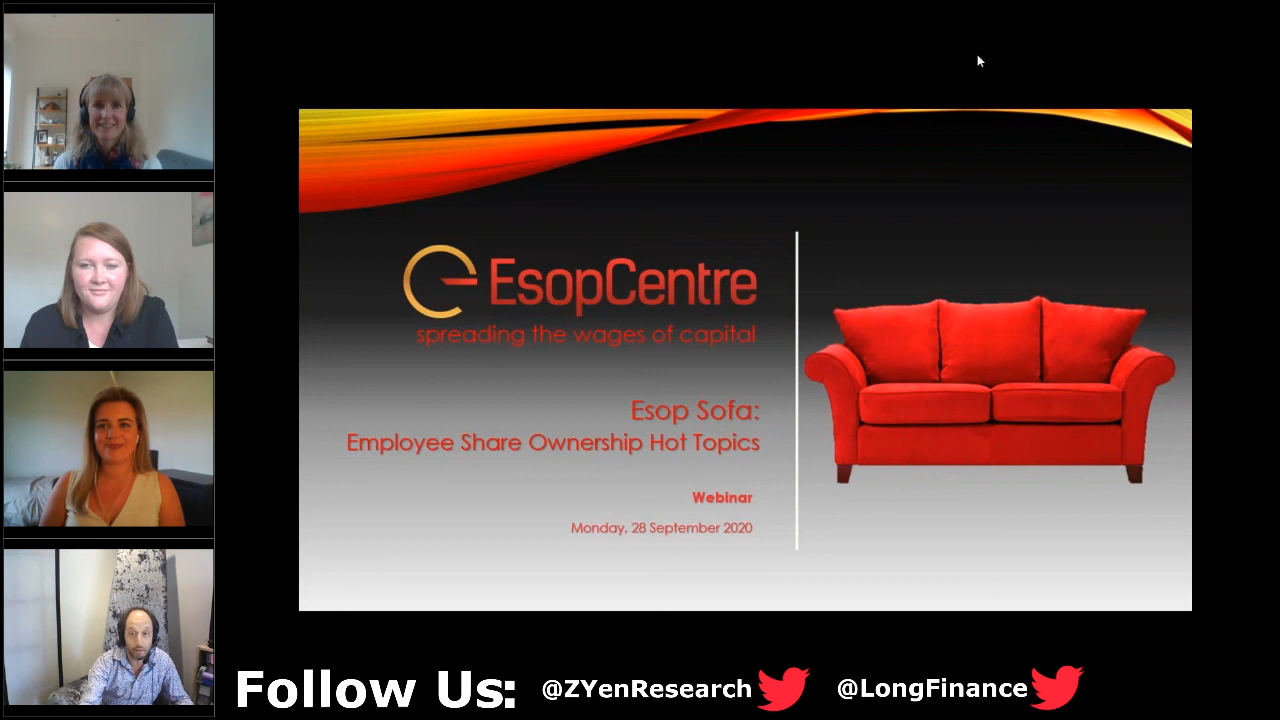 EsopCentre
spreading the wages of capital
Esop Sofa:
Employee Share Ownership Hot Topics
Webinar
Monday, 28 September 2020
Follow Us: @ZYenResearch @LongFinance